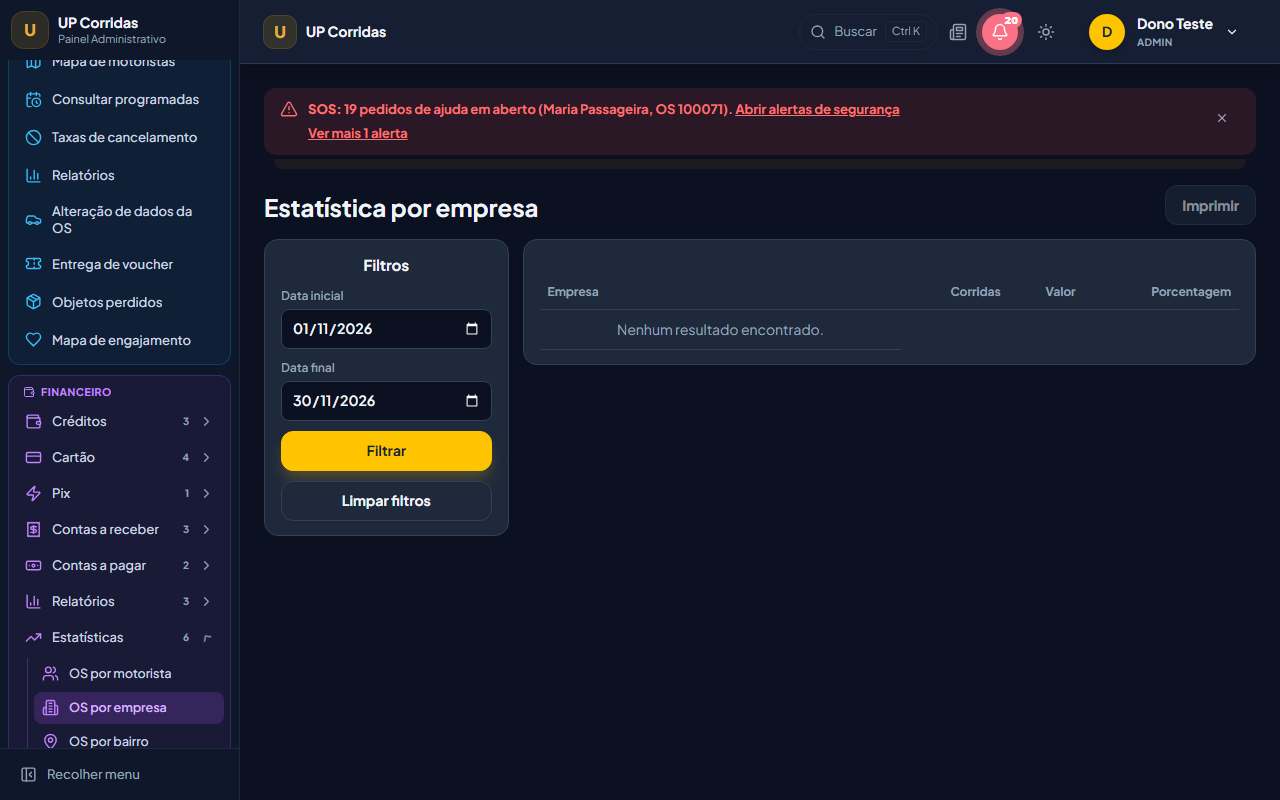 U
UP Corridas
Painel Administrativo
Mapa de motoristas
Consultar programadas
Taxas de cancelamento
Relatórios
Alteração de dados da
OS
Entrega de voucher
Objetos perdidos
Mapa de engajamento
FINANCEIRO
Créditos 3
Cartão 4
Pix 1
Contas a receber 3
Contas a pagar 2
Relatórios 3
Estatísticas 6
OS por motorista
OS por empresa
OS por bairro
Recolher menu
U UP Corridas
Buscar Ctrl K
20
D
Dono Teste
ADMIN
SOS: 19 pedidos de ajuda em aberto (Maria Passageira, OS 100071). Abrir alertas de segurança
Ver mais 1 alerta
Estatística por empresa
Imprimir
Filtros
Data inicial
01/11/2026
Data final
30/11/2026
Filtrar
Limpar filtros
Empresa Corridas Valor Porcentagem
Nenhum resultado encontrado.